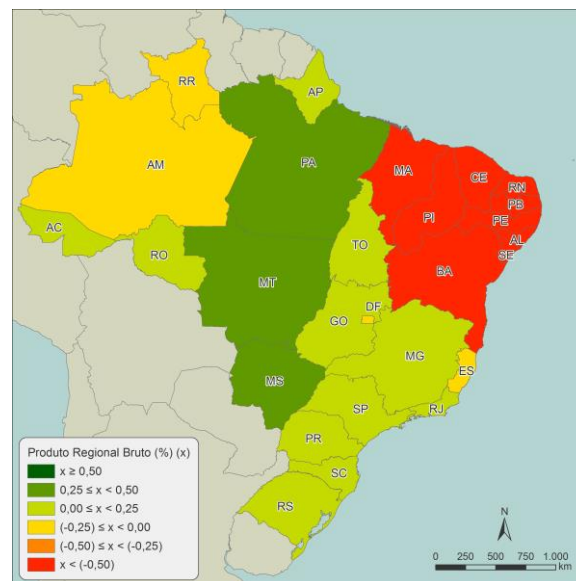 RR
AP
AM
PA
MA
CE
RN
PB
PI
PE
AL
SE
AC
RO
TO
BA
MT
DF
GO
MG
ES
MS
SP
RJ
PR
SC
RS
Produto Regional Bruto (%) (x)
x ≥ 0,50
0,25 ≤ x < 0,50
0,00 ≤ x < 0,25
(-0,25) ≤ x < 0,00
(-0,50) ≤ x < (-0,25)
x < (-0,50)
N
0 250 500 750 1.000
km